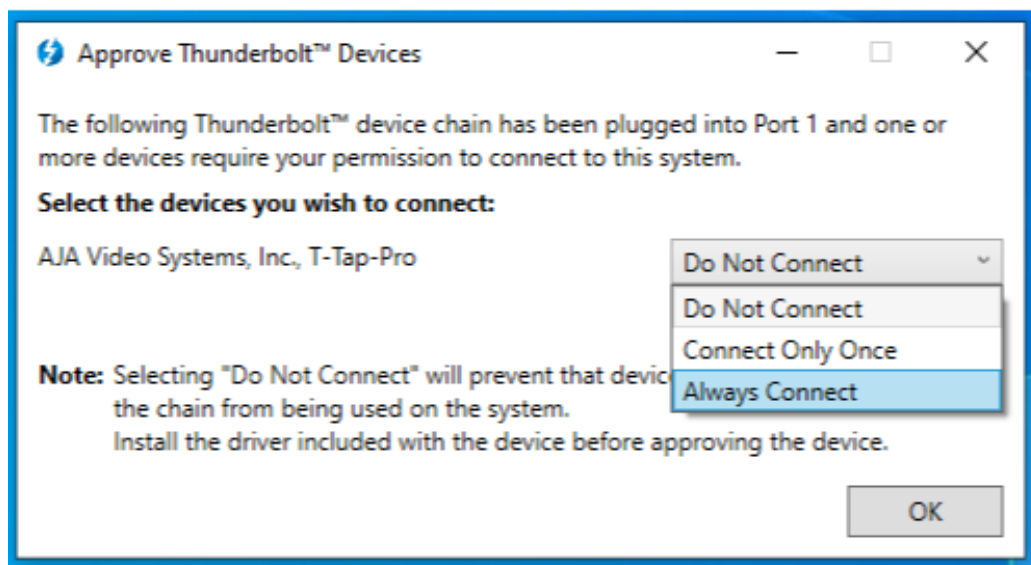 Approve Thunderbolt™ Devices
The following Thunderbolt™ device chain has been plugged into Port 1 and one or
more devices require your permission to connect to this system.
Select the devices you wish to connect:
AJA Video Systems, Inc., T-Tap-Pro
Do Not Connect
Do Not Connect
Connect Only Once
Always Connect
Note: Selecting "Do Not Connect" will prevent that
the chain from being used on the system.
Install the driver included with the device before approving the device.
OK